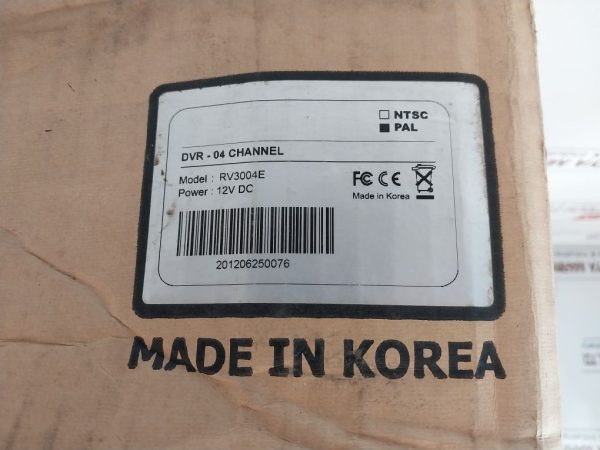 NTSC
PAL
DVR - 04 CHANNEL
Model : RV3004E
Power : 12V DC
FC CE
Made in Korea
201206250076
MADE IN KOREA